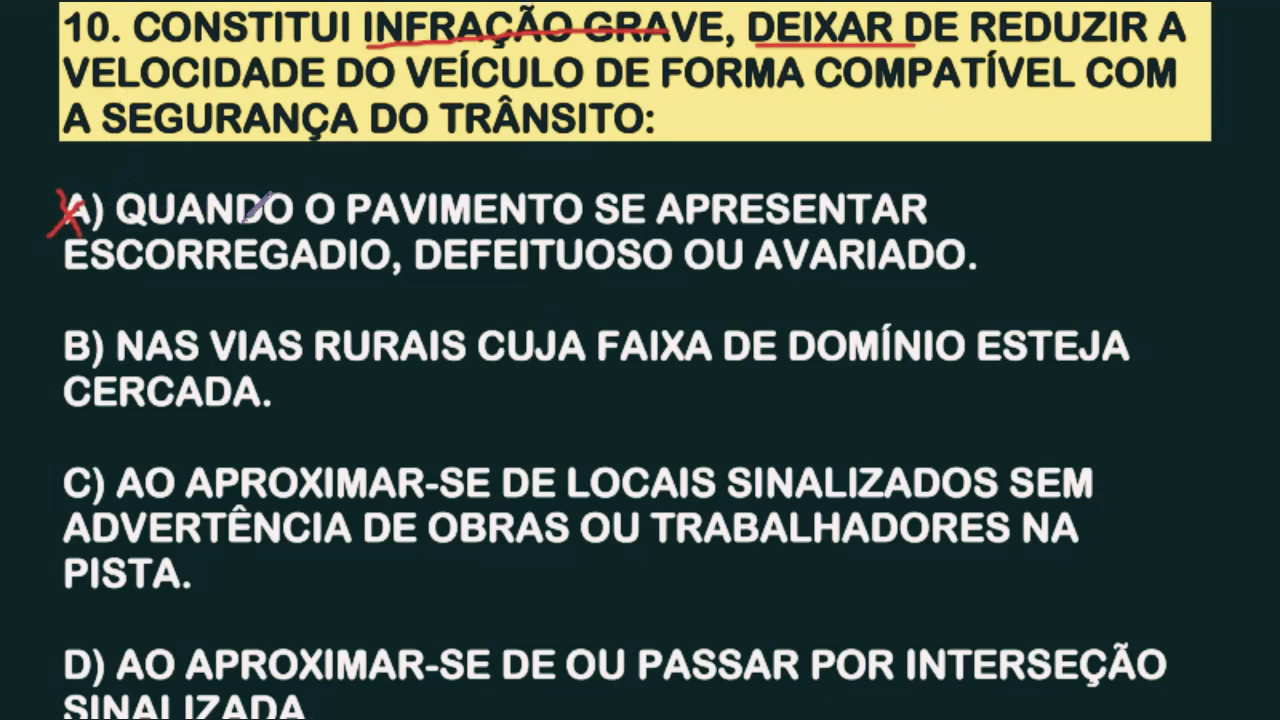 10. CONSTITUI INFRAÇÃO GRAVE, DEIXAR DE REDUZIR A
VELOCIDADE DO VEÍCULO DE FORMA COMPATÍVEL COM
A SEGURANÇA DO TRÂNSITO:
A) QUANDO O PAVIMENTO SE APRESENTAR
ESCORREGADIO, DEFEITUOSO OU AVARIADO.
B) NAS VIAS RURAIS CUJA FAIXA DE DOMÍNIO ESTEJA
CERCADA.
C) AO APROXIMAR-SE DE LOCAIS SINALIZADOS SEM
ADVERTÊNCIA DE OBRAS OU TRABALHADORES NA
PISTA.
D) AO APROXIMAR-SE DE OU PASSAR POR INTERSEÇÃO
SINALIZADA.